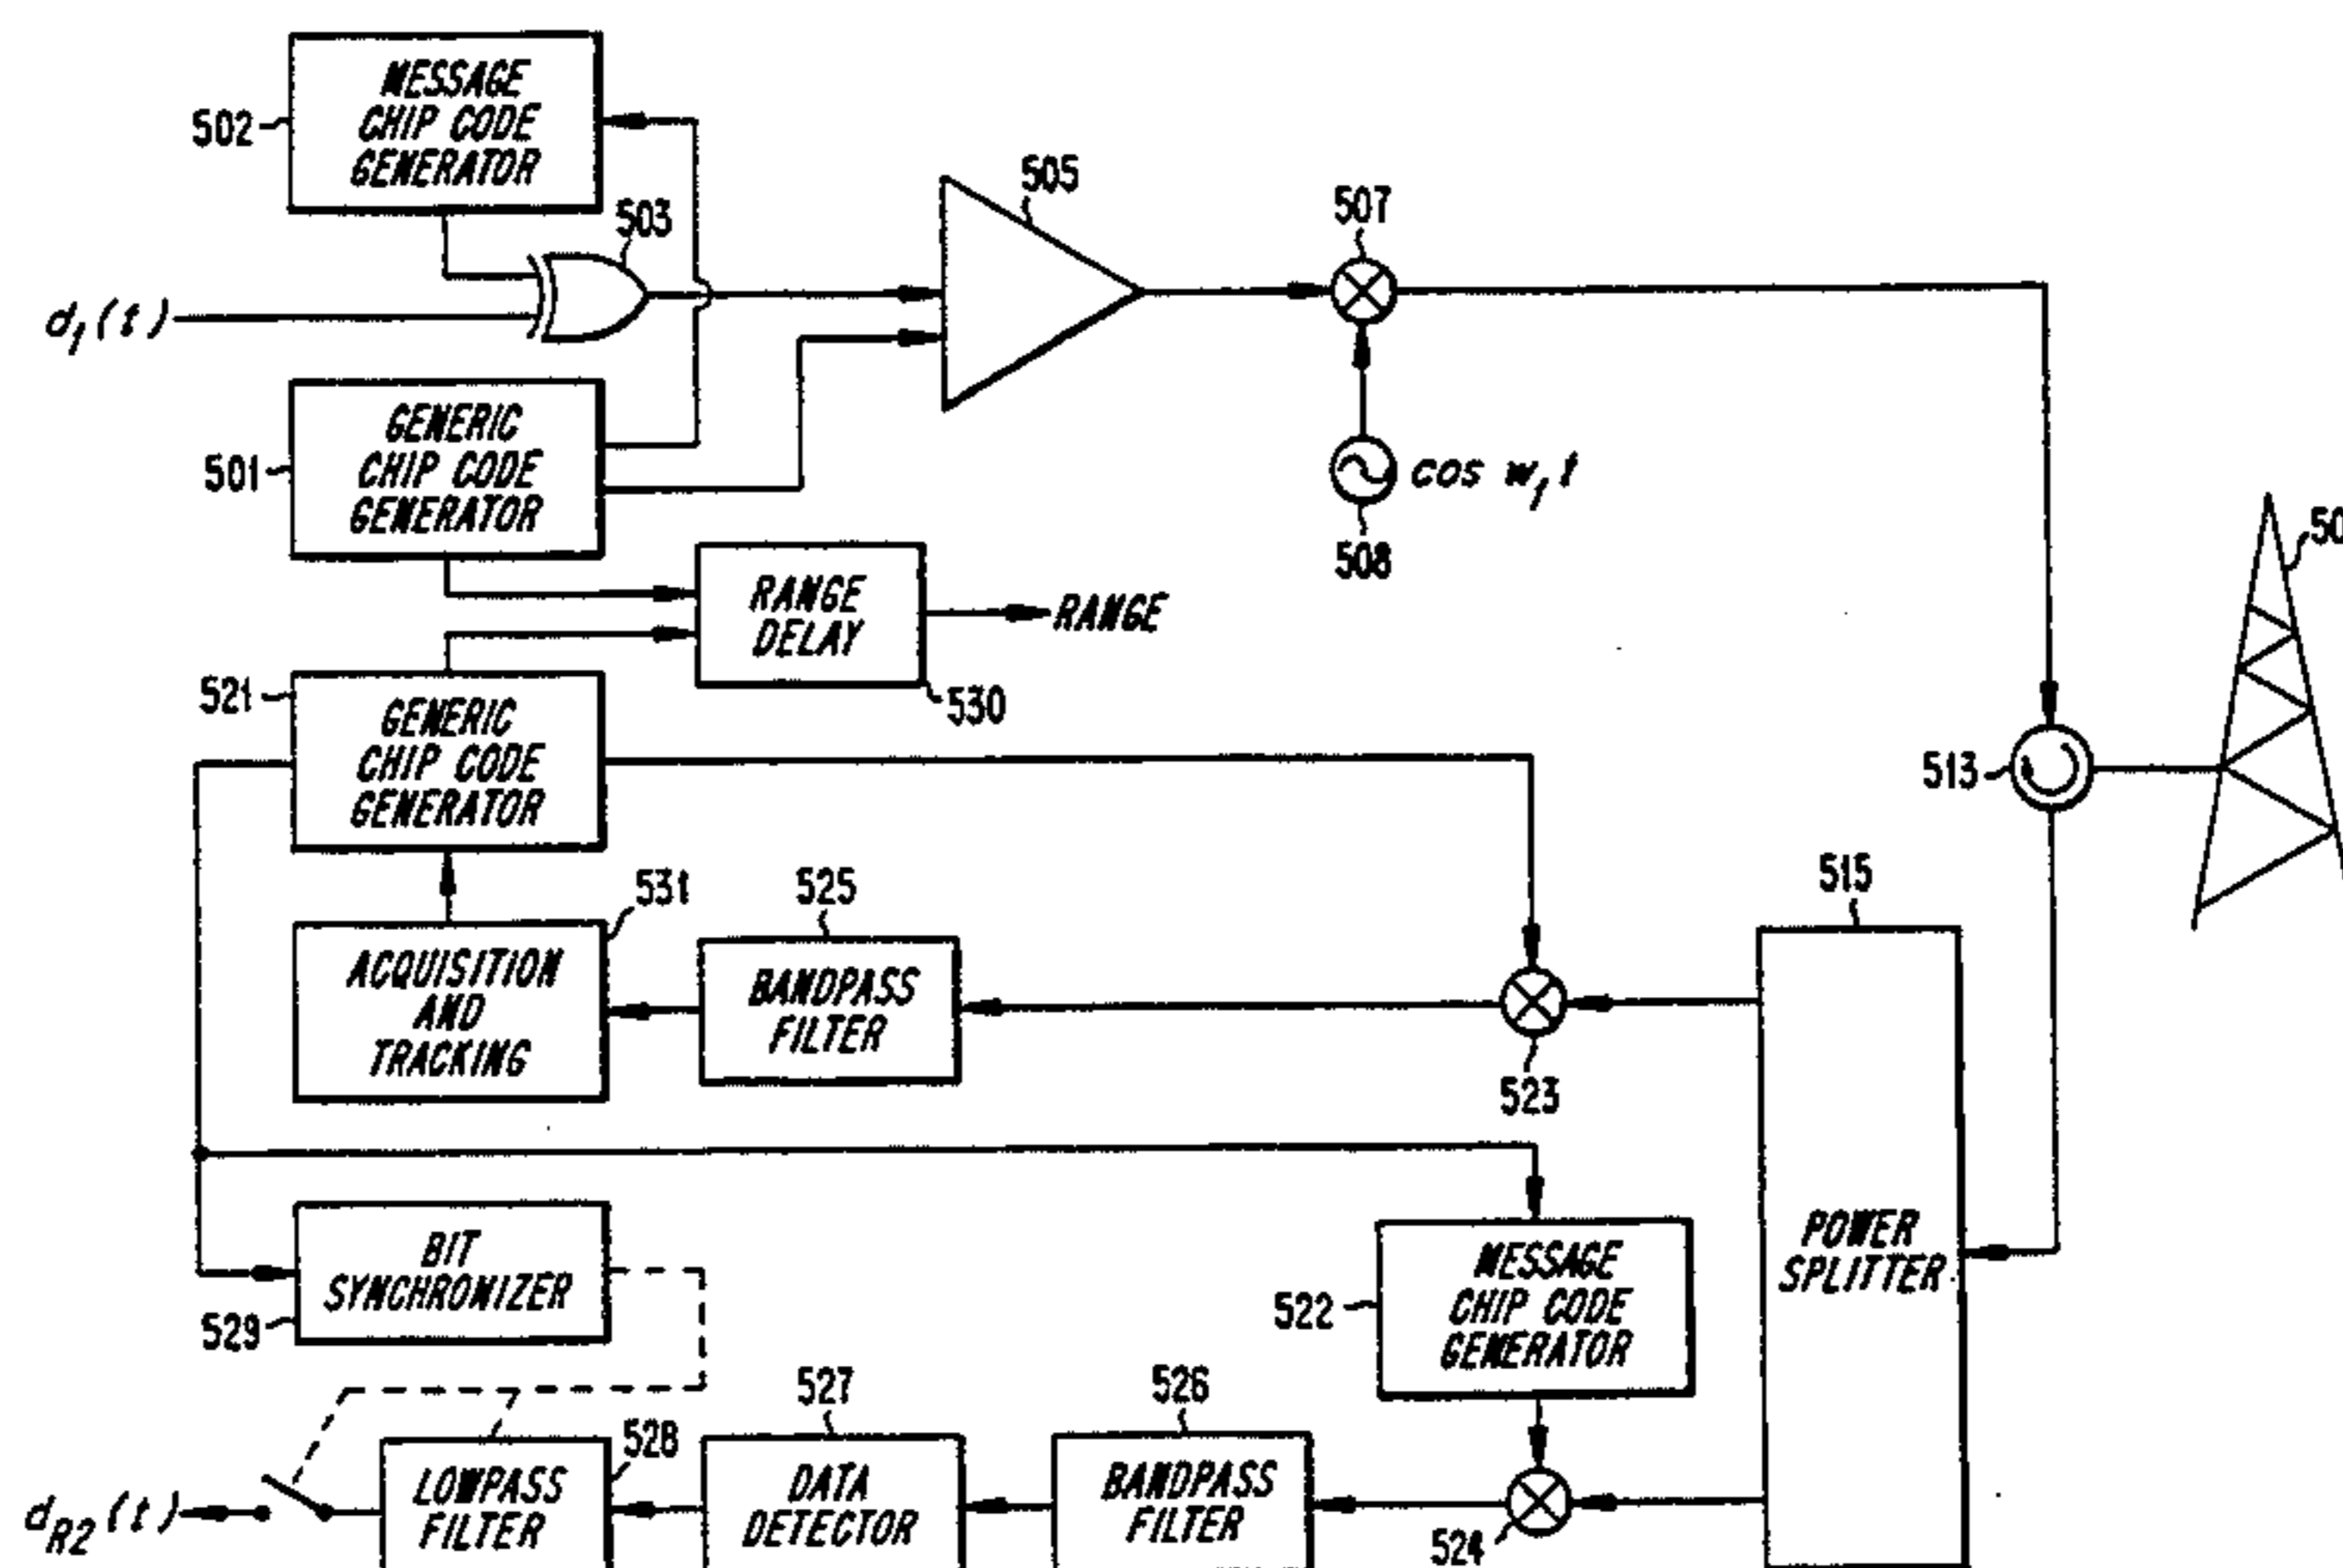 MESSAGE
CHIP CODE
GENERATOR
502
503
d1(t)
505
507
cos w1t
508
GENERIC
CHIP CODE
GENERATOR
501
RANGE
DELAY
RANGE
530
521
GENERIC
CHIP CODE
GENERATOR
513
515
531
525
ACQUISITION
AND
TRACKING
BANDPASS
FILTER
523
POWER
SPLITTER
BIT
SYNCHRONIZER
529
522
MESSAGE
CHIP CODE
GENERATOR
528
527
526
dR2(t)
LOWPASS
FILTER
DATA
DETECTOR
BANDPASS
FILTER
524